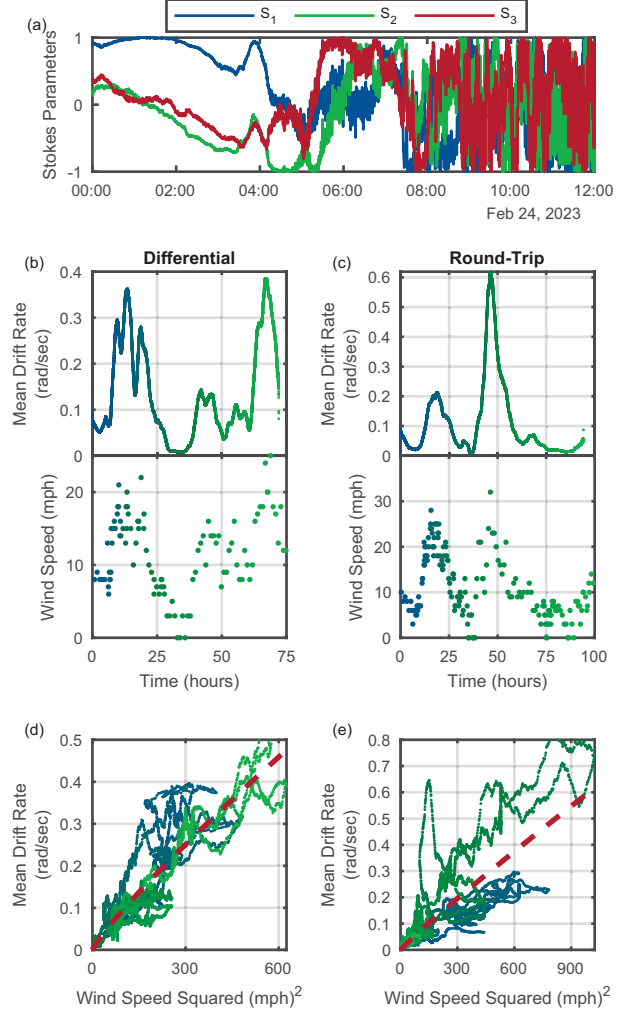 S1 S2 S3
(a)
Stokes Parameters
1
0
-1
00:00 02:00 04:00 06:00 08:00 10:00 12:00
Feb 24, 2023
(b) Differential
Mean Drift Rate
(rad/sec)
0.4
0.3
0.2
0.1
0
Wind Speed (mph)
20
10
0
0 25 50 75
Time (hours)
(c) Round-Trip
Mean Drift Rate
(rad/sec)
0.6
0.5
0.4
0.3
0.2
0.1
0
Wind Speed (mph)
30
20
10
0
0 25 50 75 100
Time (hours)
(d)
Mean Drift Rate
(rad/sec)
0.5
0.4
0.3
0.2
0.1
0
0 300 600
Wind Speed Squared (mph)2
(e)
Mean Drift Rate
(rad/sec)
0.8
0.7
0.6
0.5
0.4
0.3
0.2
0.1
0
0 300 600 900
Wind Speed Squared (mph)2